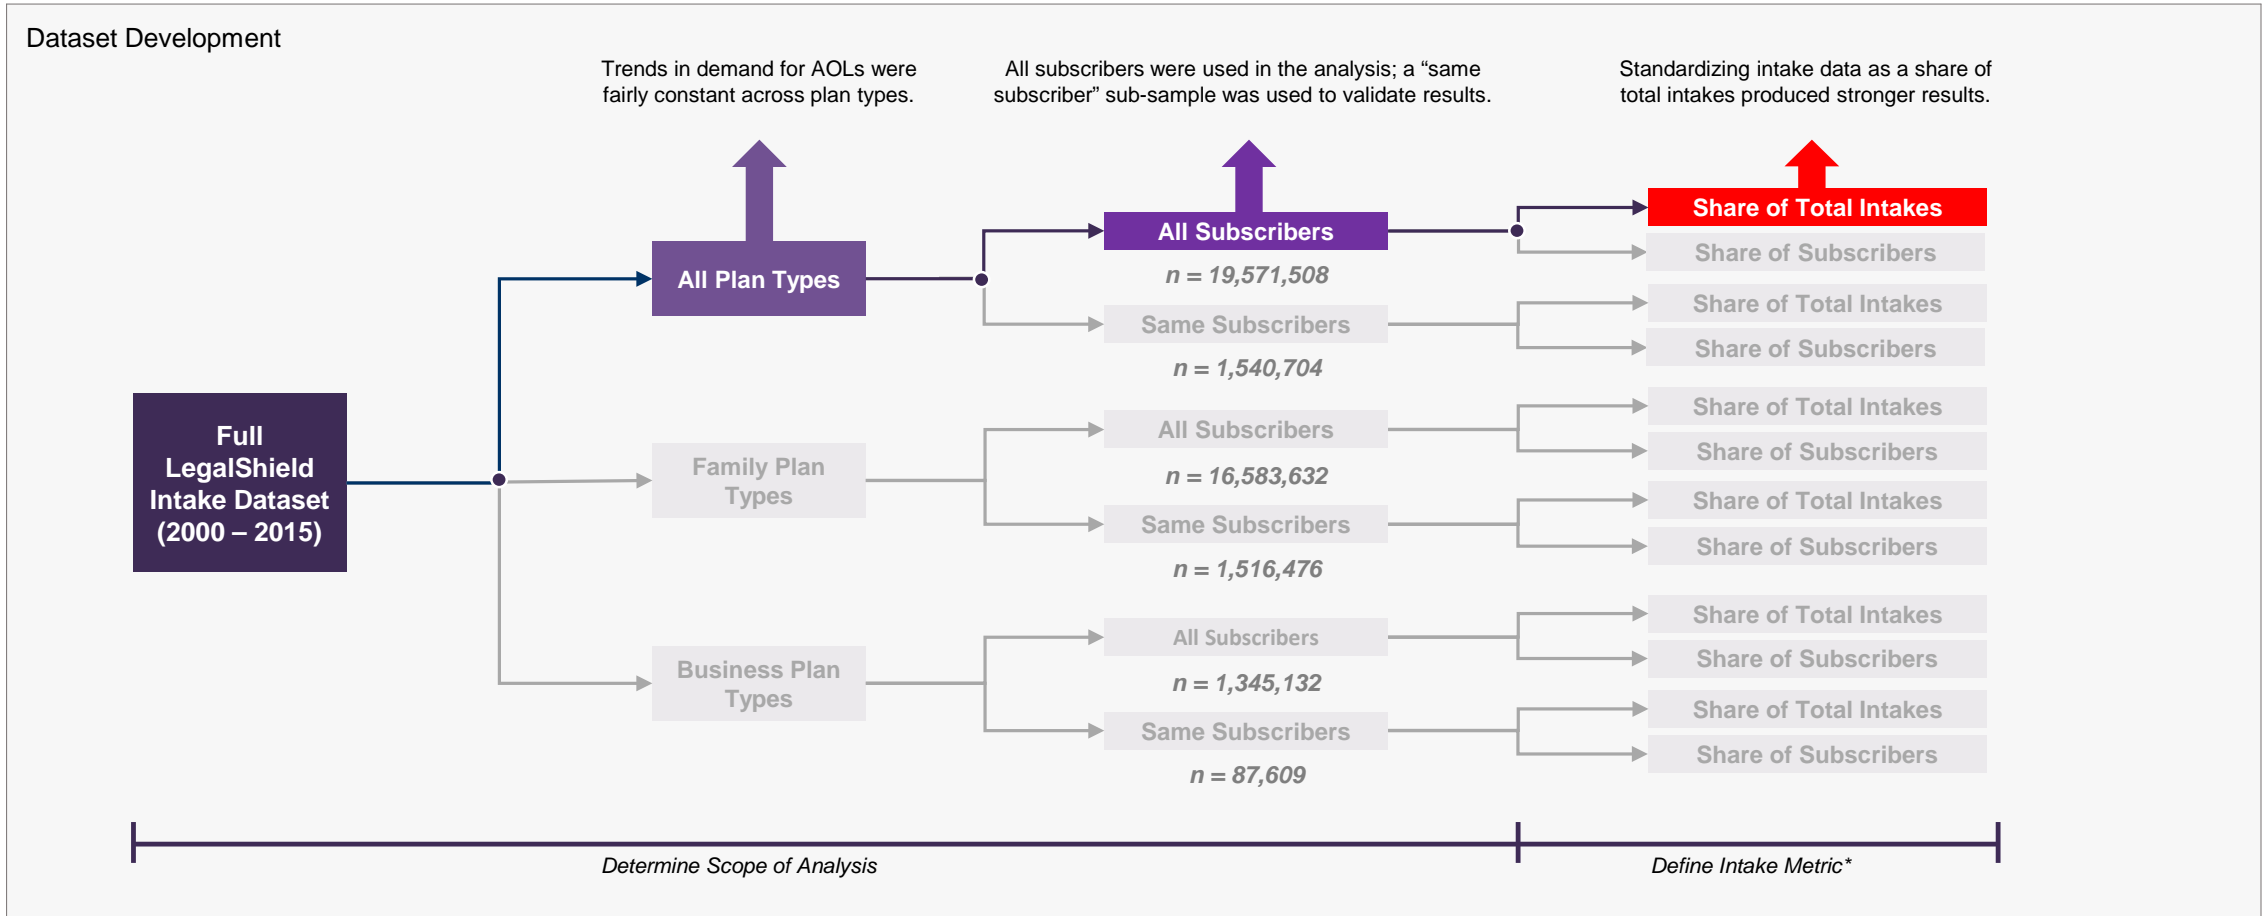 Dataset Development
Trends in demand for AOLs were
fairly constant across plan types.
All subscribers were used in the analysis; a “same
subscriber” sub-sample was used to validate results.
Standardizing intake data as a share of
total intakes produced stronger results.
Full
LegalShield
Intake Dataset
(2000 – 2015)
All Plan Types
Family Plan
Types
Business Plan
Types
All Subscribers
n = 19,571,508
Same Subscribers
n = 1,540,704
All Subscribers
n = 16,583,632
Same Subscribers
n = 1,516,476
All Subscribers
n = 1,345,132
Same Subscribers
n = 87,609
Share of Total Intakes
Share of Subscribers
Share of Total Intakes
Share of Subscribers
Share of Total Intakes
Share of Subscribers
Share of Total Intakes
Share of Subscribers
Share of Total Intakes
Share of Subscribers
Share of Total Intakes
Share of Subscribers
Determine Scope of Analysis
Define Intake Metric*